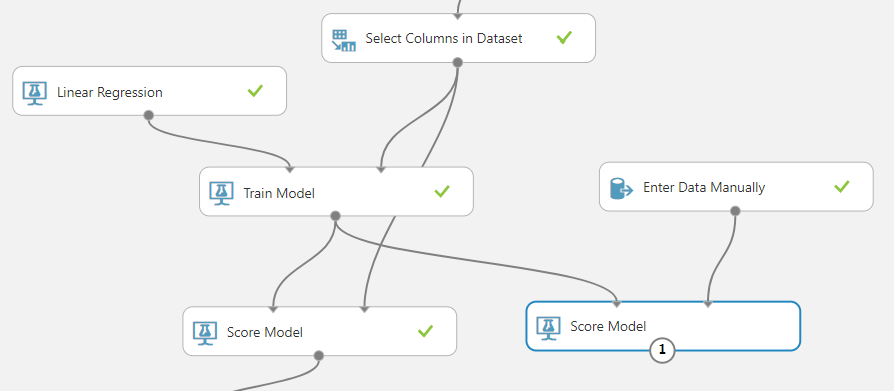 Select Columns in Dataset
Linear Regression
Train Model
Enter Data Manually
Score Model
Score Model
1